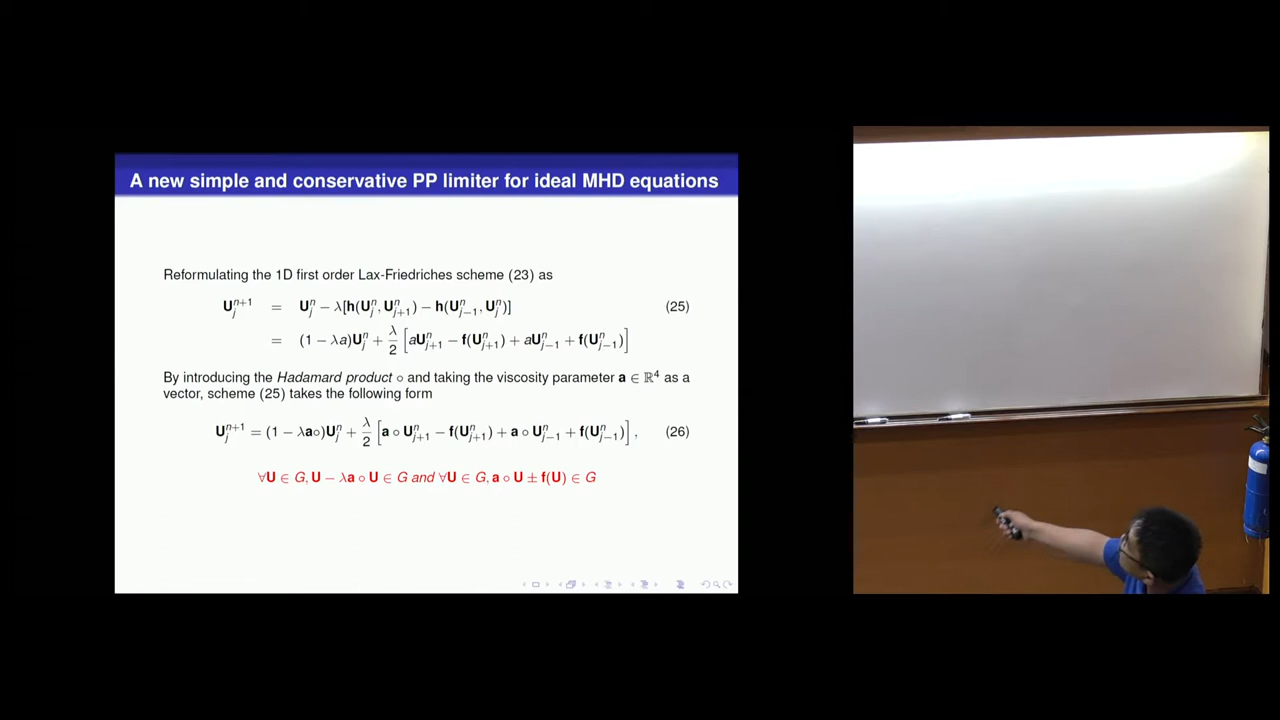 A new simple and conservative PP limiter for ideal MHD equations
Reformulating the 1D first order Lax-Friedriches scheme (23) as
U_j^{n+1} = U_j^n − λ[h(U_j^n, U_{j+1}^n) − h(U_{j−1}^n, U_j^n)] (25)
= (1 − λa)U_j^n + λ/2 [aU_{j+1}^n − f(U_{j+1}^n) + aU_{j−1}^n + f(U_{j−1}^n)]
By introducing the Hadamard product ∘ and taking the viscosity parameter a ∈ ℝ⁴ as a
vector, scheme (25) takes the following form
U_j^{n+1} = (1 − λa∘)U_j^n + λ/2 [a ∘ U_{j+1}^n − f(U_{j+1}^n) + a ∘ U_{j−1}^n + f(U_{j−1}^n)], (26)
∀U ∈ G, U − λa ∘ U ∈ G and ∀U ∈ G, a ∘ U ± f(U) ∈ G